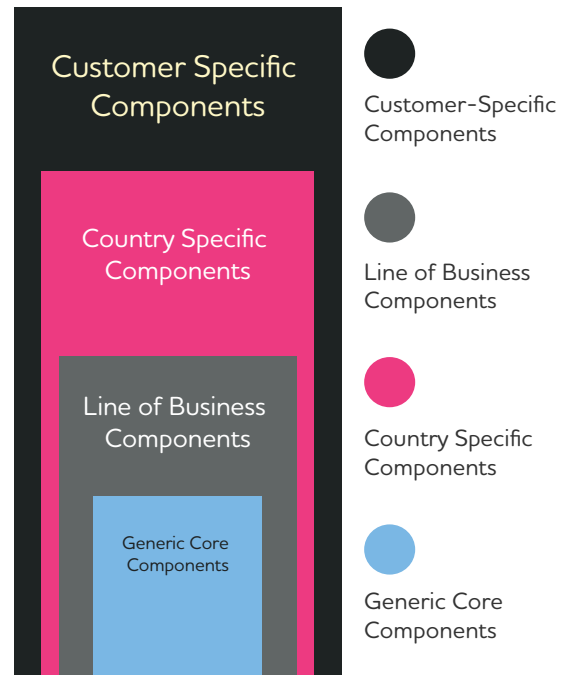 Customer Specific
Components
Country Specific
Components
Line of Business
Components
Generic Core
Components
Customer-Specific
Components
Line of Business
Components
Country Specific
Components
Generic Core
Components